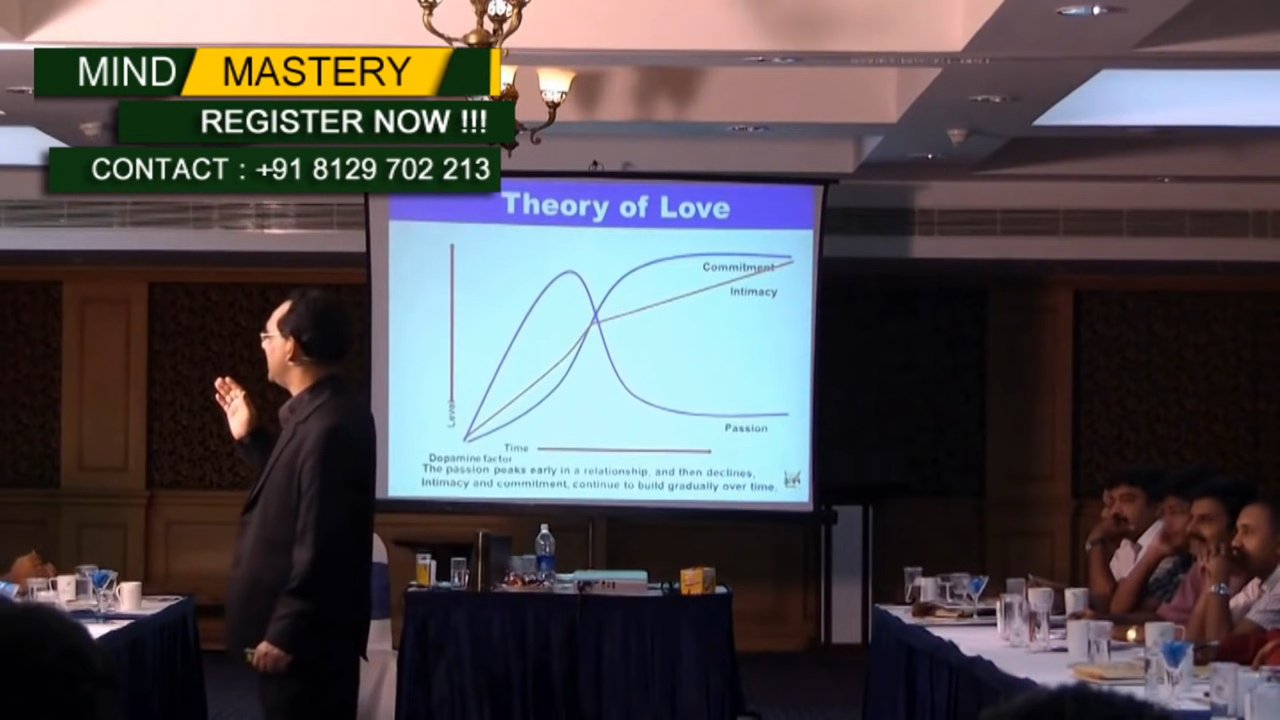 MIND MASTERY
REGISTER NOW !!!
CONTACT : +91 8129 702 213
Theory of Love
Commitment
Intimacy
Level
Passion
Time
Dopamine factor
The passion peaks early in a relationship, and then declines,
Intimacy and commitment, continue to build gradually over time.